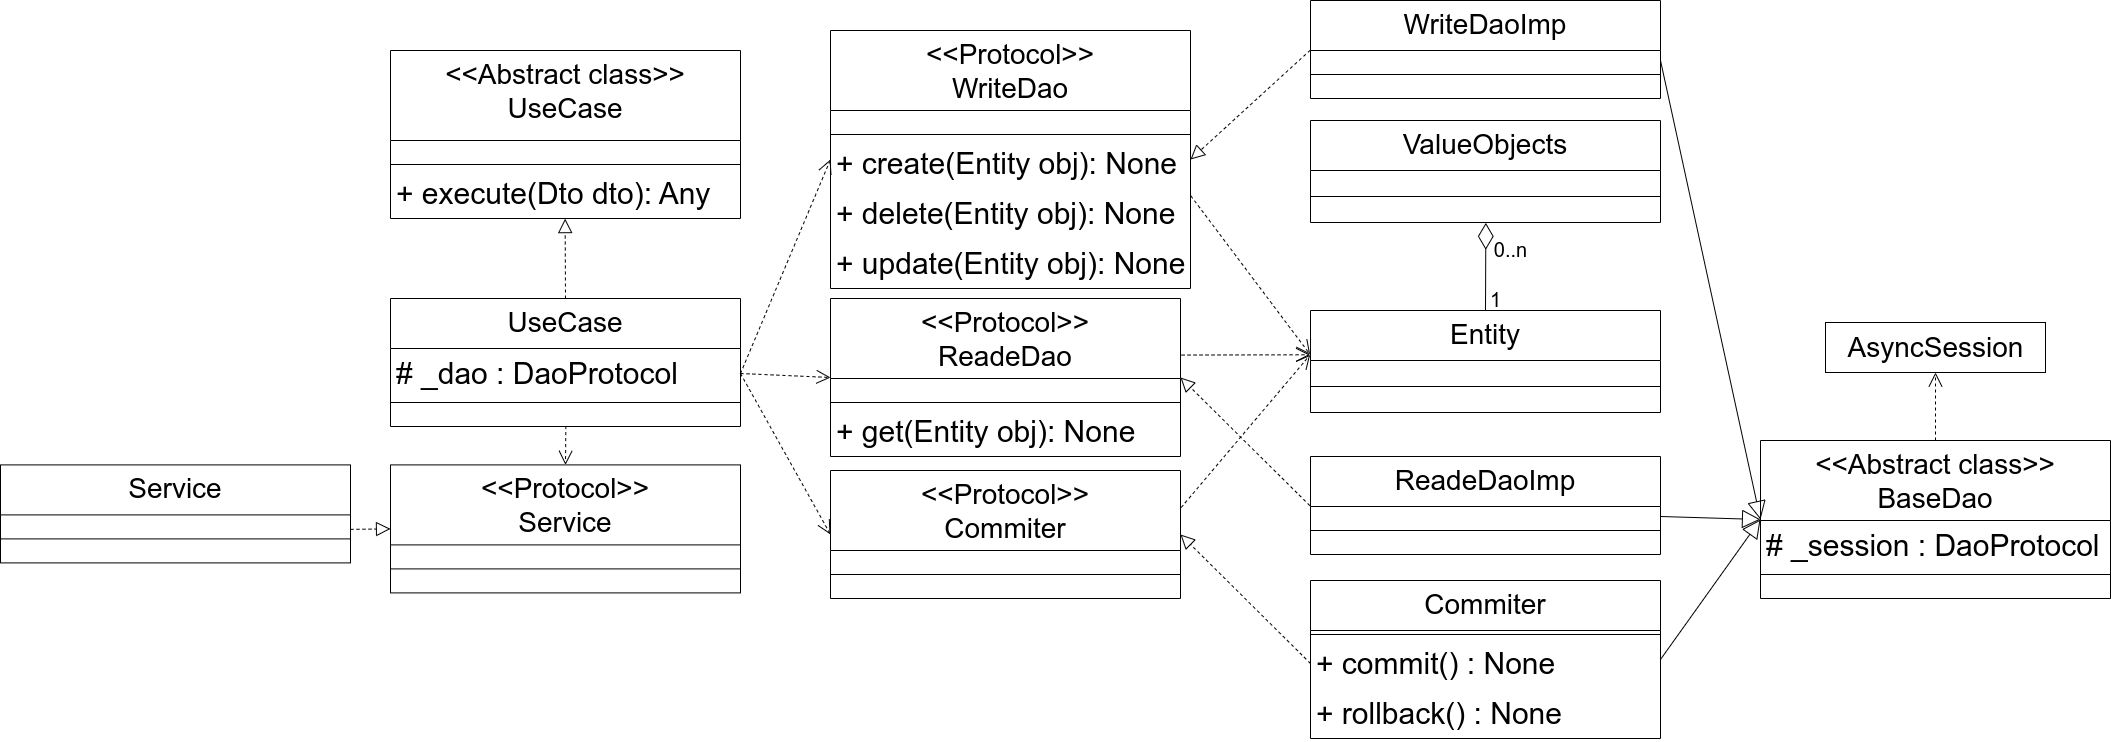 <<Abstract class>>
UseCase
+ execute(Dto dto): Any
UseCase
# _dao : DaoProtocol
Service
<<Protocol>>
Service
<<Protocol>>
WriteDao
+ create(Entity obj): None
+ delete(Entity obj): None
+ update(Entity obj): None
<<Protocol>>
ReadeDao
+ get(Entity obj): None
<<Protocol>>
Commiter
WriteDaoImp
ValueObjects
0..n
1
Entity
ReadeDaoImp
Commiter
+ commit() : None
+ rollback() : None
AsyncSession
<<Abstract class>>
BaseDao
# _session : DaoProtocol